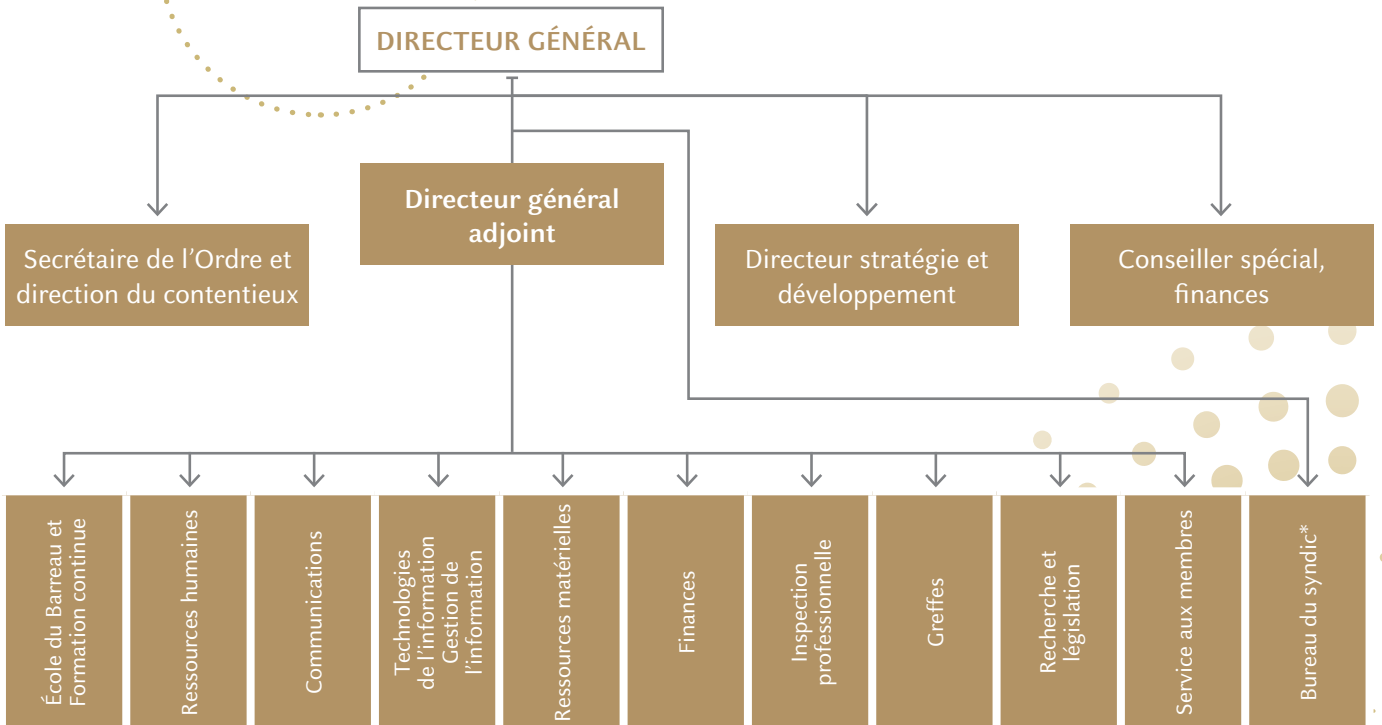 DIRECTEUR GÉNÉRAL
Directeur général
adjoint
Secrétaire de l'Ordre et
direction du contentieux
Directeur stratégie et
développement
Conseiller spécial,
finances
École du Barreau et
Formation continue
Ressources humaines
Communications
Technologies
de l'information
Gestion de
l'information
Ressources matérielles
Finances
Inspection
professionnelle
Greffes
Recherche et
législation
Service aux membres
Bureau du syndic*